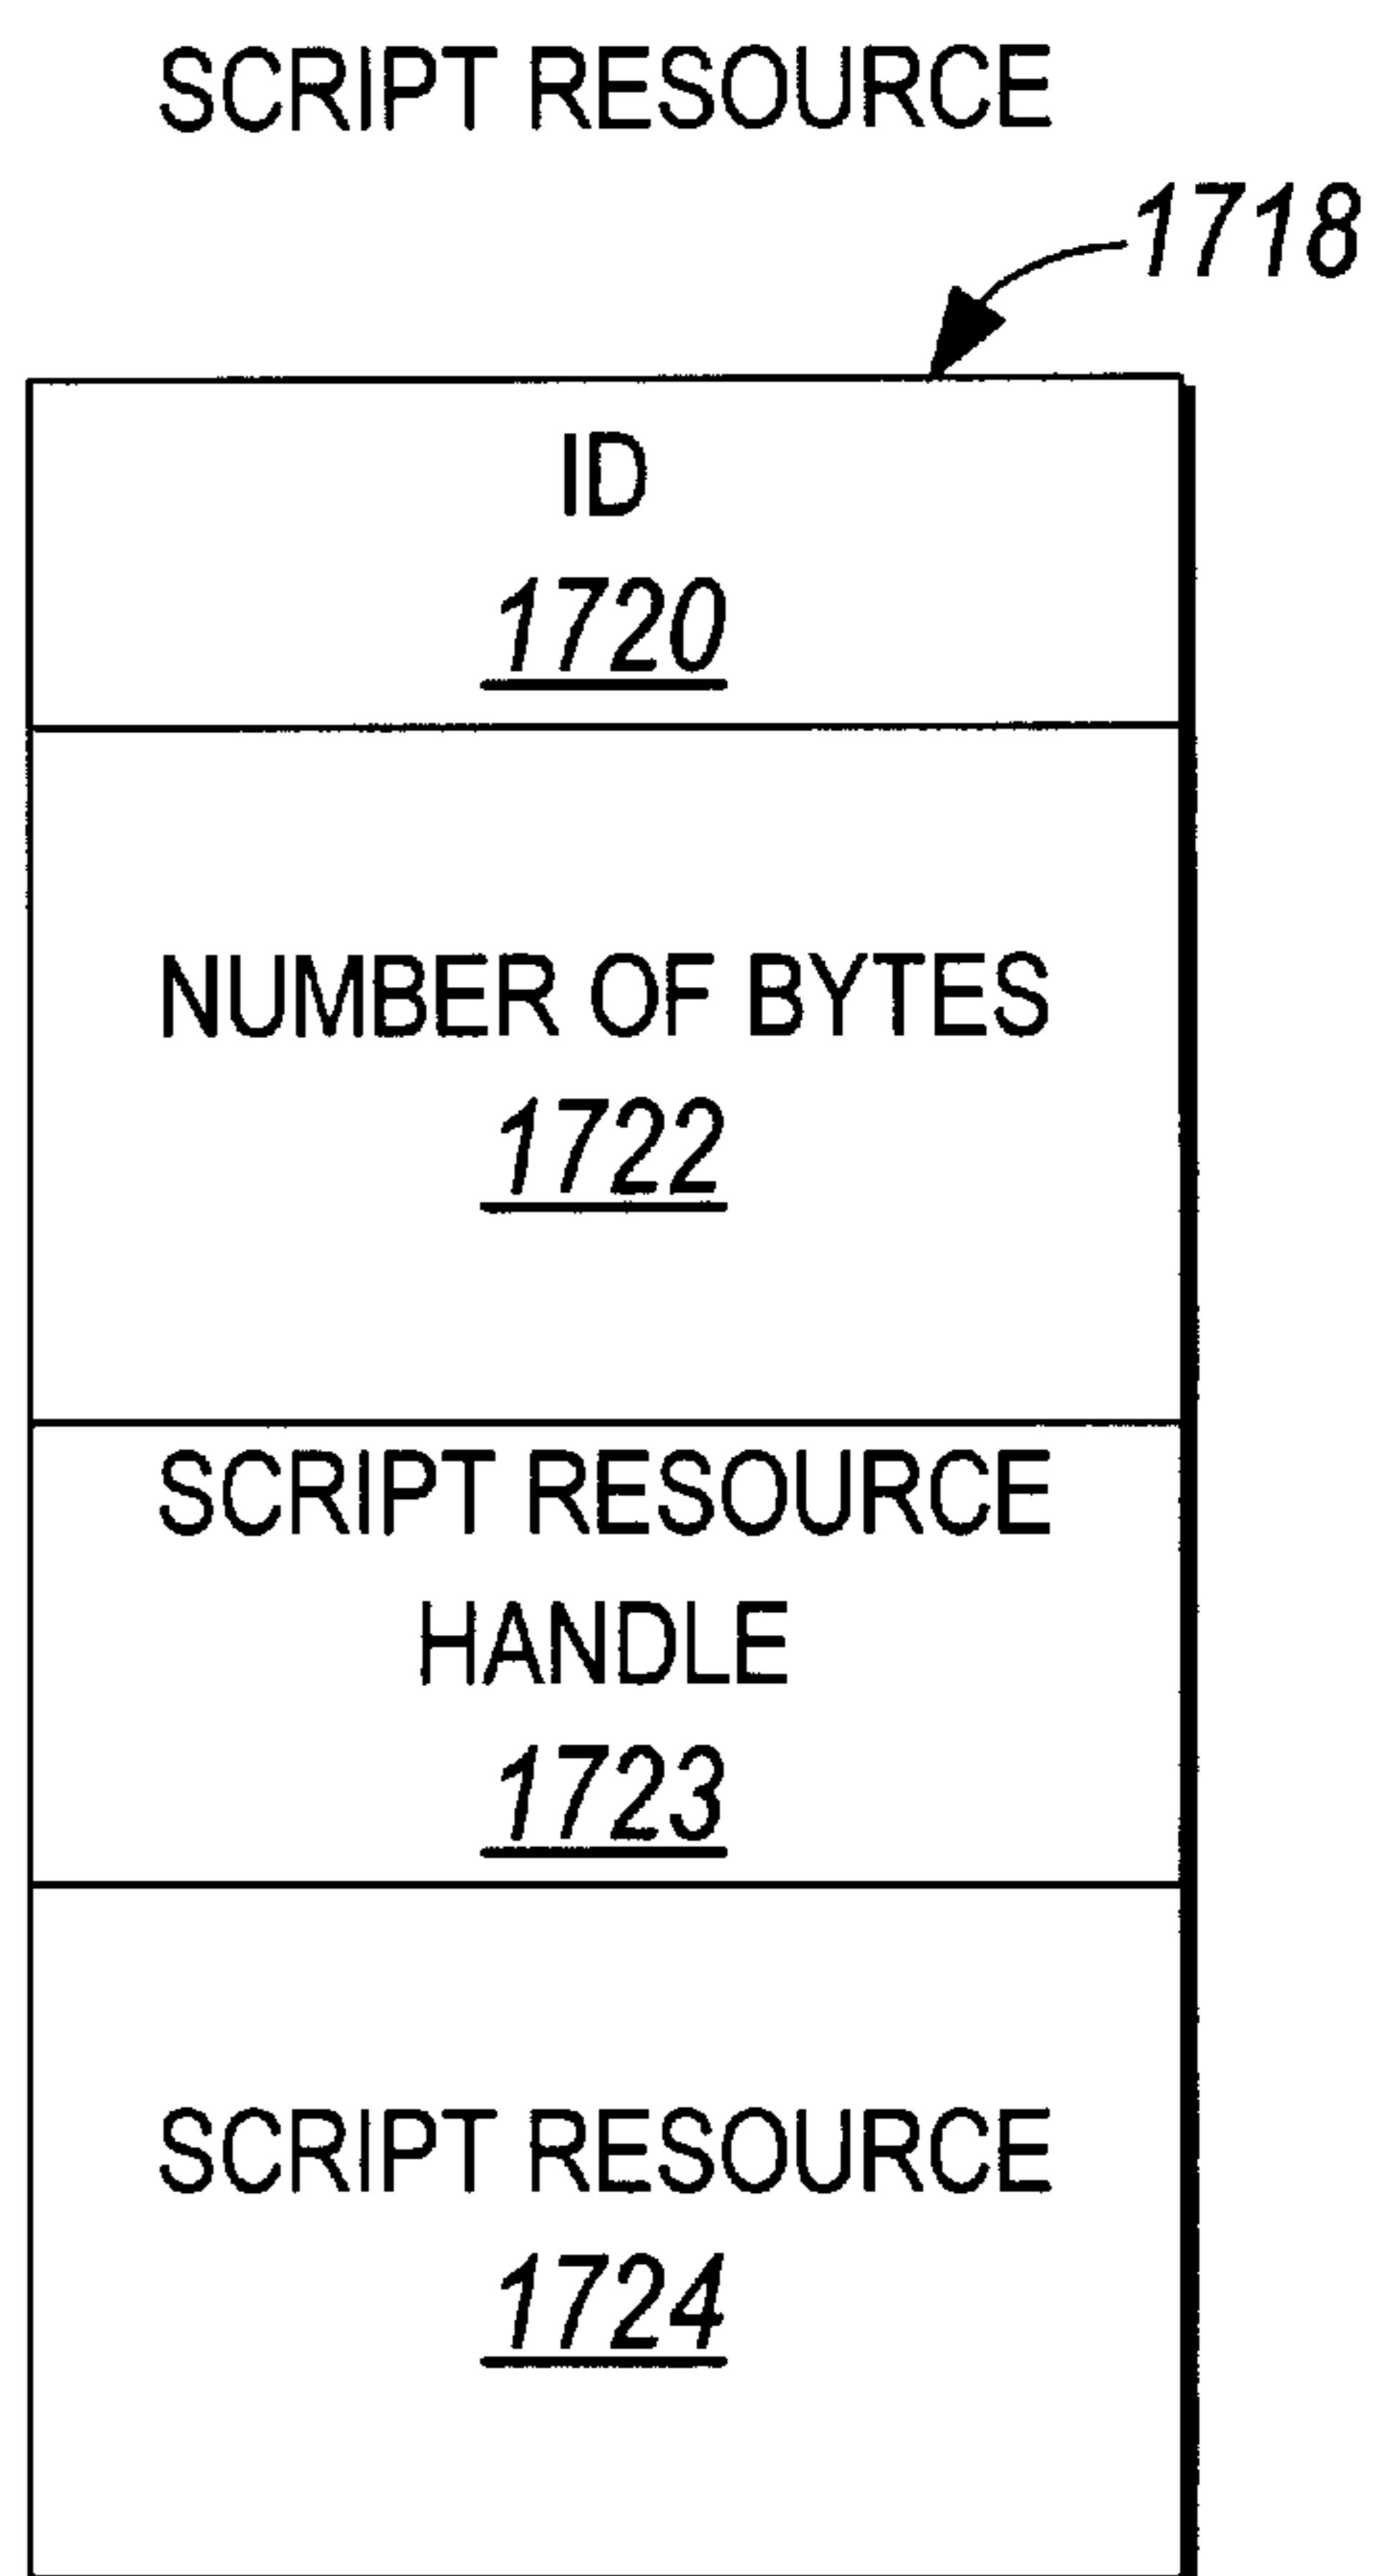 SCRIPT RESOURCE
1718
ID
1720
NUMBER OF BYTES
1722
SCRIPT RESOURCE
HANDLE
1723
SCRIPT RESOURCE
1724